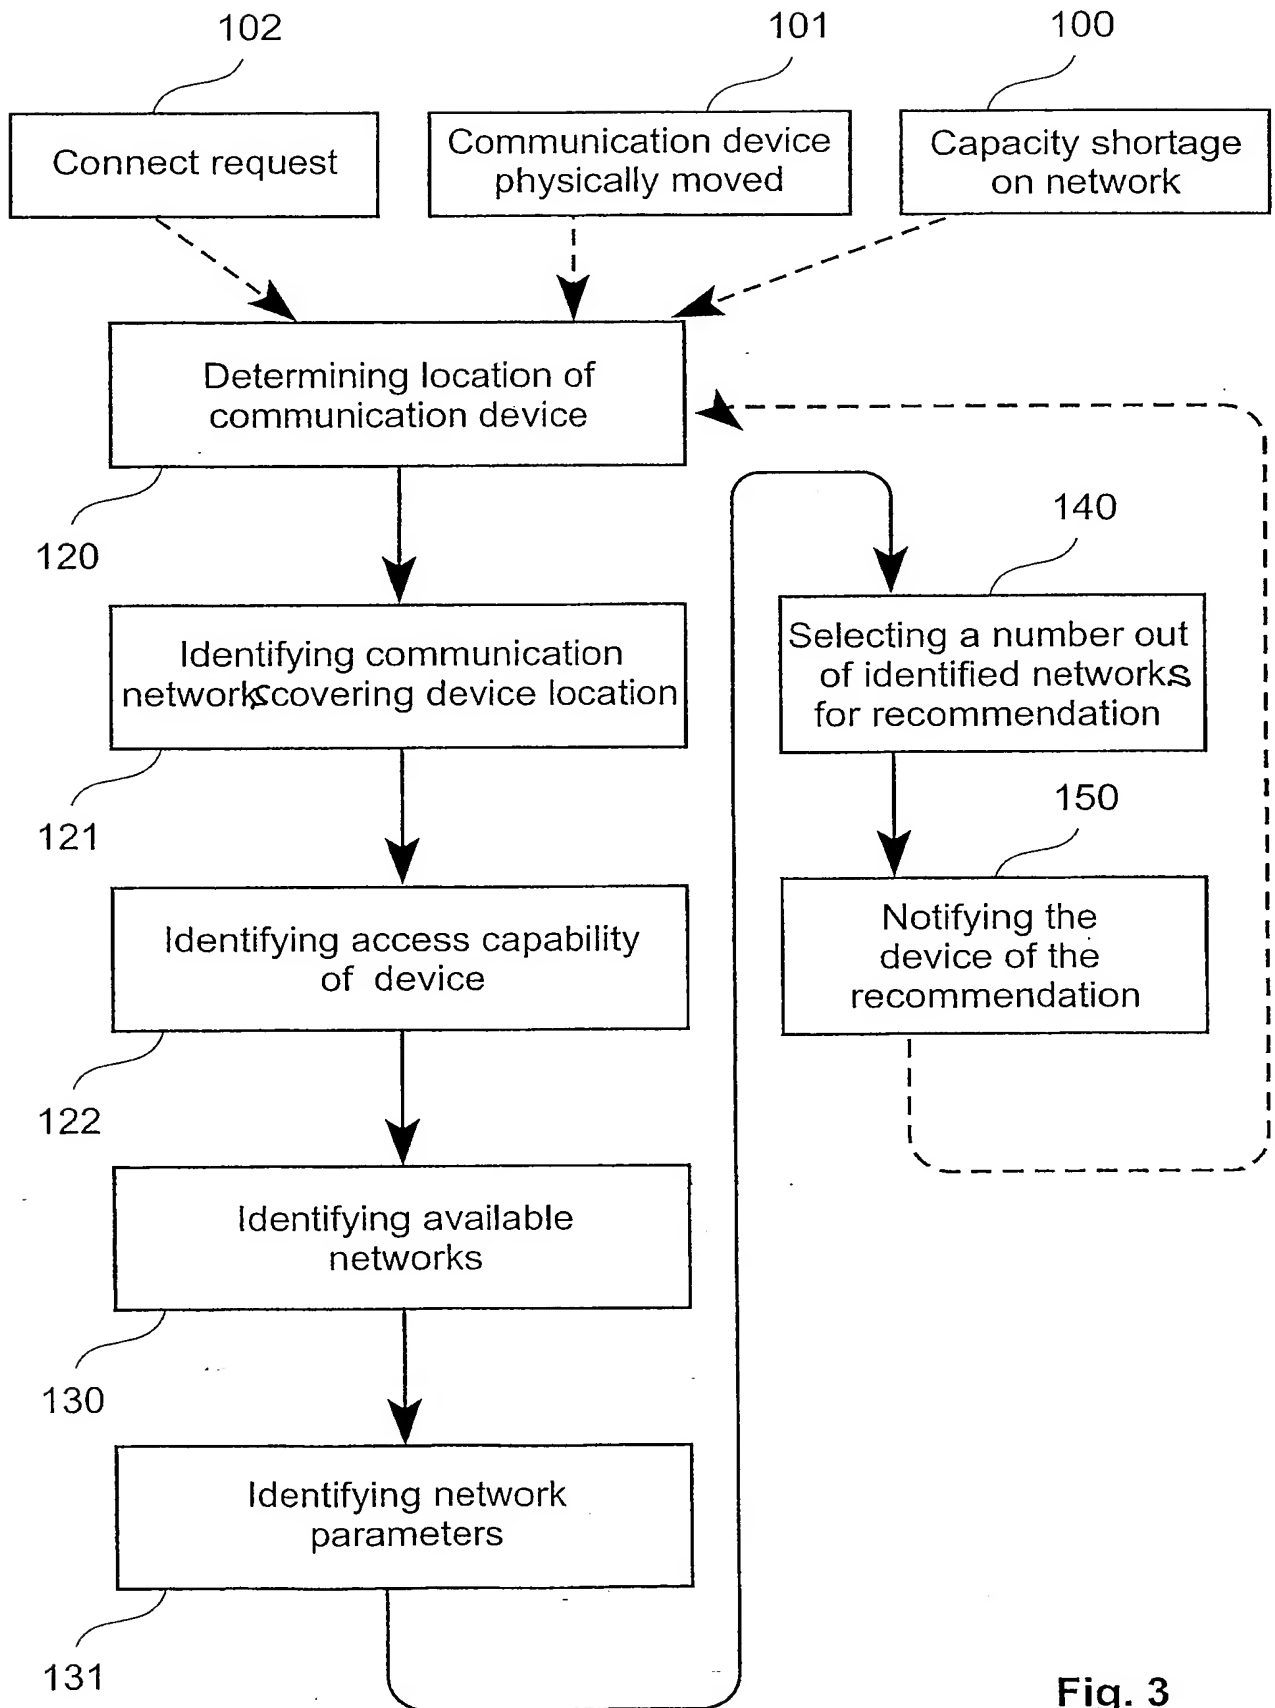 102
101
100
Connect request
Communication device
physically moved
Capacity shortage
on network
Determining location of
communication device
120
Identifying communication
networks covering device location
121
Identifying access capability
of device
122
Identifying available
networks
130
Identifying network
parameters
131
140
Selecting a number out
of identified networks
for recommendation
150
Notifying the
device of the
recommendation
Fig. 3